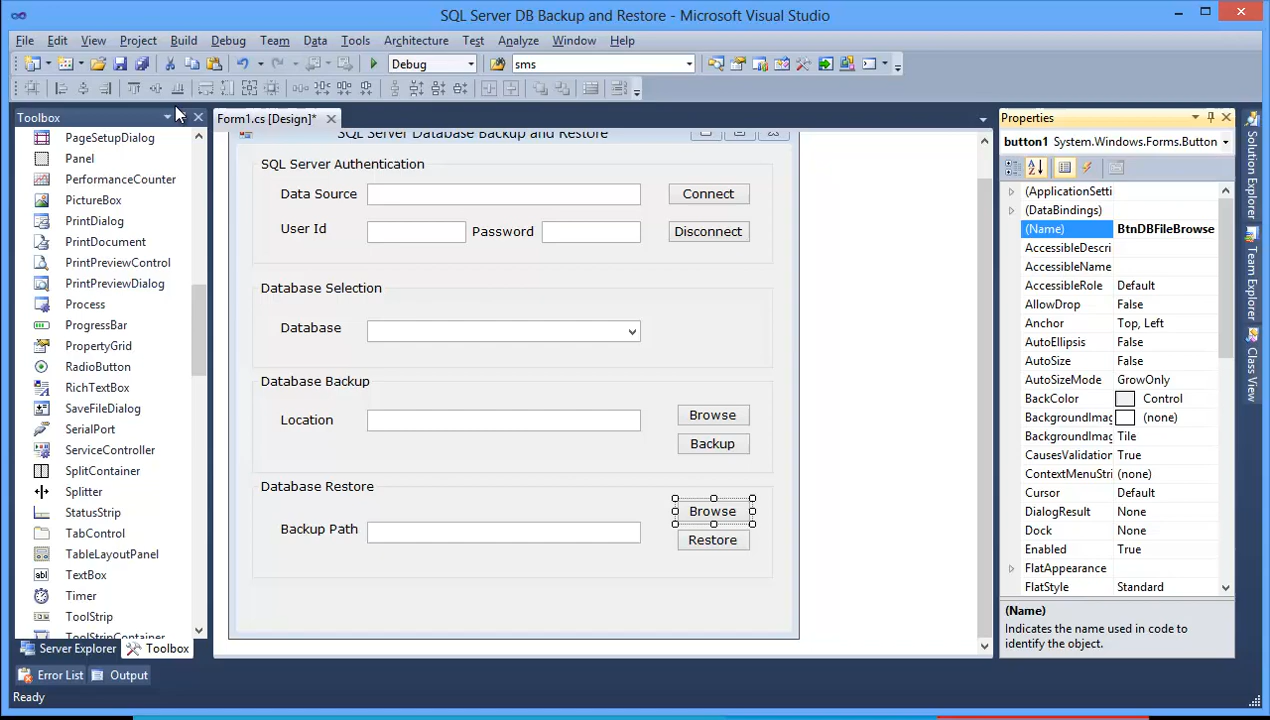 SQL Server DB Backup and Restore - Microsoft Visual Studio
File Edit View Project Build Debug Team Data Tools Architecture Test Analyze Window Help
Debug sms
Toolbox
PageSetupDialog
Panel
PerformanceCounter
PictureBox
PrintDialog
PrintDocument
PrintPreviewControl
PrintPreviewDialog
Process
ProgressBar
PropertyGrid
RadioButton
RichTextBox
SaveFileDialog
SerialPort
ServiceController
SplitContainer
Splitter
StatusStrip
TabControl
TableLayoutPanel
TextBox
Timer
ToolStrip
ToolStripContainer
Server Explorer Toolbox
Form1.cs [Design]*
SQL Server Database Backup and Restore
SQL Server Authentication
Data Source Connect
User Id Password Disconnect
Database Selection
Database
Database Backup
Location Browse
Backup
Database Restore
Browse
Backup Path
Restore
Properties
button1 System.Windows.Forms.Button
(ApplicationSetti
(DataBindings)
(Name) BtnDBFileBrowse
AccessibleDescri
AccessibleName
AccessibleRole Default
AllowDrop False
Anchor Top, Left
AutoEllipsis False
AutoSize False
AutoSizeMode GrowOnly
BackColor Control
BackgroundImag (none)
BackgroundImag Tile
CausesValidation True
ContextMenuStri (none)
Cursor Default
DialogResult None
Dock None
Enabled True
FlatAppearance
FlatStyle Standard
(Name)
Indicates the name used in code to
identify the object.
Solution Explorer
Team Explorer
Class View
Error List Output
Ready